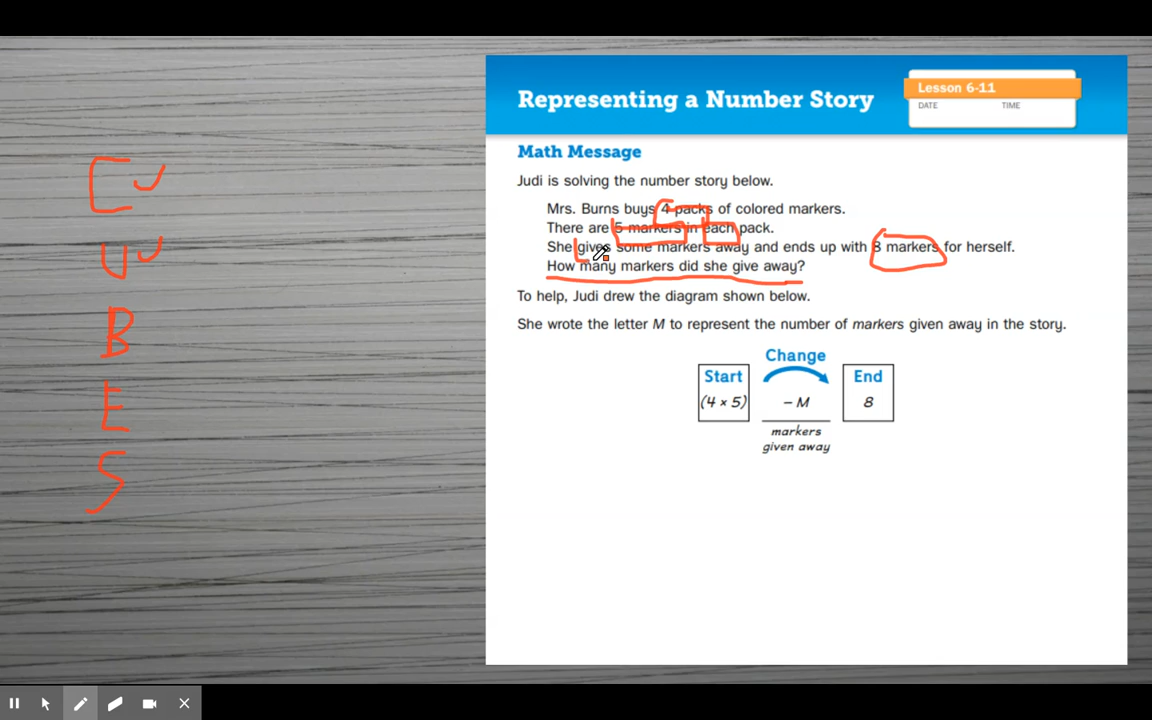 Representing a Number Story
Lesson 6-11
DATE TIME
Math Message
Judi is solving the number story below.
Mrs. Burns buys 4 packs of colored markers.
There are 5 markers in each pack.
She gives some markers away and ends up with 8 markers for herself.
How many markers did she give away?
To help, Judi drew the diagram shown below.
She wrote the letter M to represent the number of markers given away in the story.
Change
Start
End
(4 × 5)
– M
8
markers
given away
C ✓
U ✓
B
E
S